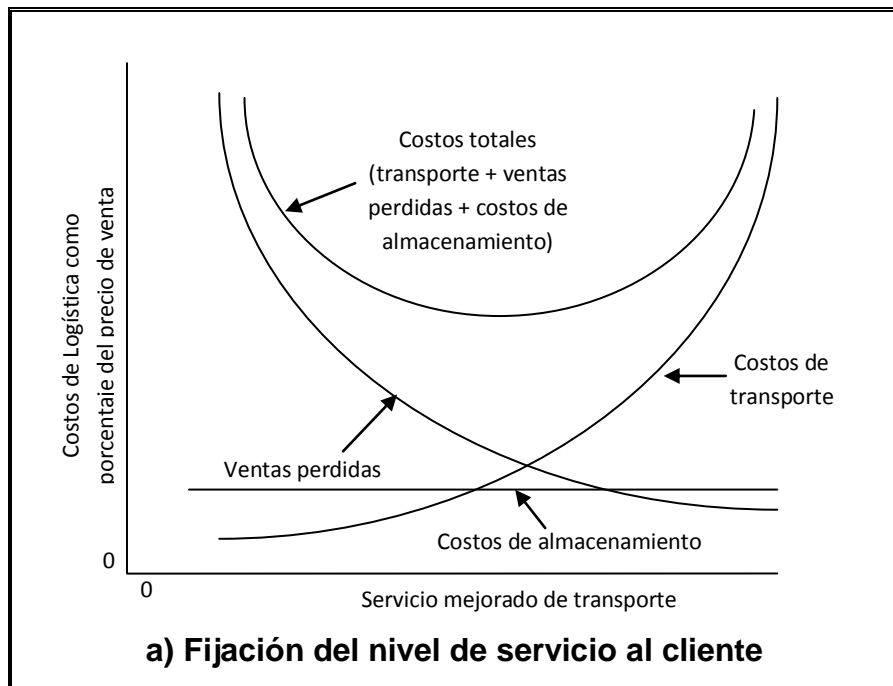 Costos totales
(transporte + ventas
perdidas + costos de
almacenamiento)
Costos de Logística como
porcentaje del precio de venta
Costos de
transporte
Ventas perdidas
Costos de almacenamiento
0
0
Servicio mejorado de transporte
a) Fijación del nivel de servicio al cliente